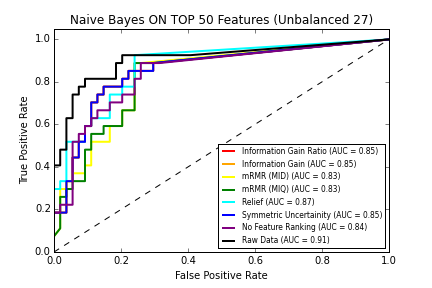 Naive Bayes ON TOP 50 Features (Unbalanced 27)
True Positive Rate
1.0
0.8
0.6
0.4
0.2
0.0
Information Gain Ratio (AUC = 0.85)
Information Gain (AUC = 0.85)
mRMR (MID) (AUC = 0.83)
mRMR (MIQ) (AUC = 0.83)
Relief (AUC = 0.87)
Symmetric Uncertainity (AUC = 0.85)
No Feature Ranking (AUC = 0.84)
Raw Data (AUC = 0.91)
0.0 0.2 0.4 0.6 0.8 1.0
False Positive Rate